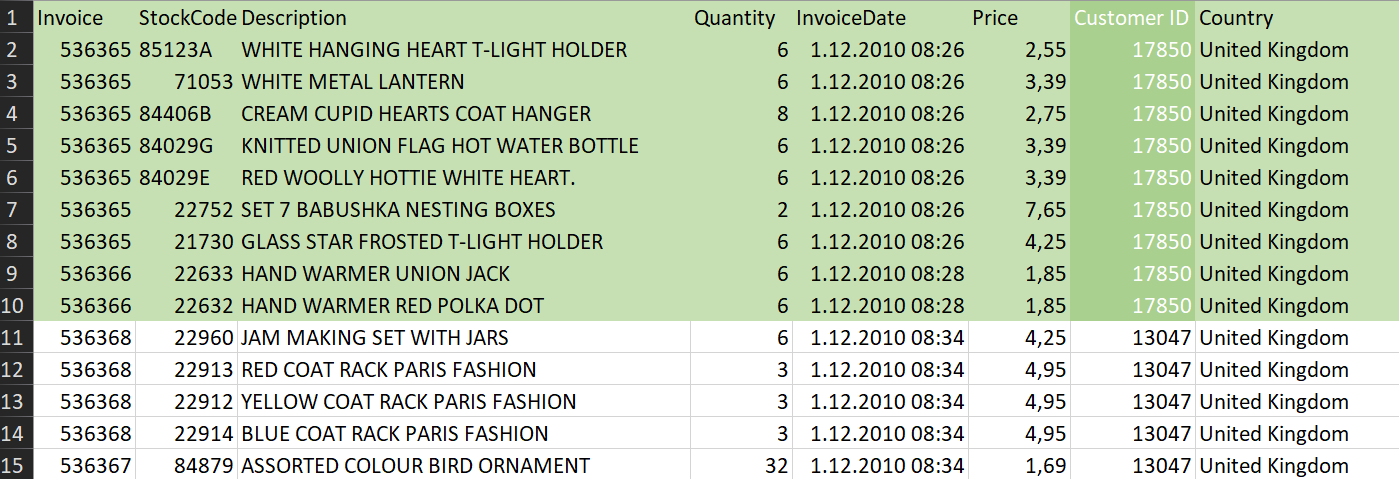 1 Invoice StockCode Description Quantity InvoiceDate Price Customer ID Country
2 536365 85123A WHITE HANGING HEART T-LIGHT HOLDER 6 1.12.2010 08:26 2,55 17850 United Kingdom
3 536365 71053 WHITE METAL LANTERN 6 1.12.2010 08:26 3,39 17850 United Kingdom
4 536365 84406B CREAM CUPID HEARTS COAT HANGER 8 1.12.2010 08:26 2,75 17850 United Kingdom
5 536365 84029G KNITTED UNION FLAG HOT WATER BOTTLE 6 1.12.2010 08:26 3,39 17850 United Kingdom
6 536365 84029E RED WOOLLY HOTTIE WHITE HEART. 6 1.12.2010 08:26 3,39 17850 United Kingdom
7 536365 22752 SET 7 BABUSHKA NESTING BOXES 2 1.12.2010 08:26 7,65 17850 United Kingdom
8 536365 21730 GLASS STAR FROSTED T-LIGHT HOLDER 6 1.12.2010 08:26 4,25 17850 United Kingdom
9 536366 22633 HAND WARMER UNION JACK 6 1.12.2010 08:28 1,85 17850 United Kingdom
10 536366 22632 HAND WARMER RED POLKA DOT 6 1.12.2010 08:28 1,85 17850 United Kingdom
11 536368 22960 JAM MAKING SET WITH JARS 6 1.12.2010 08:34 4,25 13047 United Kingdom
12 536368 22913 RED COAT RACK PARIS FASHION 3 1.12.2010 08:34 4,95 13047 United Kingdom
13 536368 22912 YELLOW COAT RACK PARIS FASHION 3 1.12.2010 08:34 4,95 13047 United Kingdom
14 536368 22914 BLUE COAT RACK PARIS FASHION 3 1.12.2010 08:34 4,95 13047 United Kingdom
15 536367 84879 ASSORTED COLOUR BIRD ORNAMENT 32 1.12.2010 08:34 1,69 13047 United Kingdom